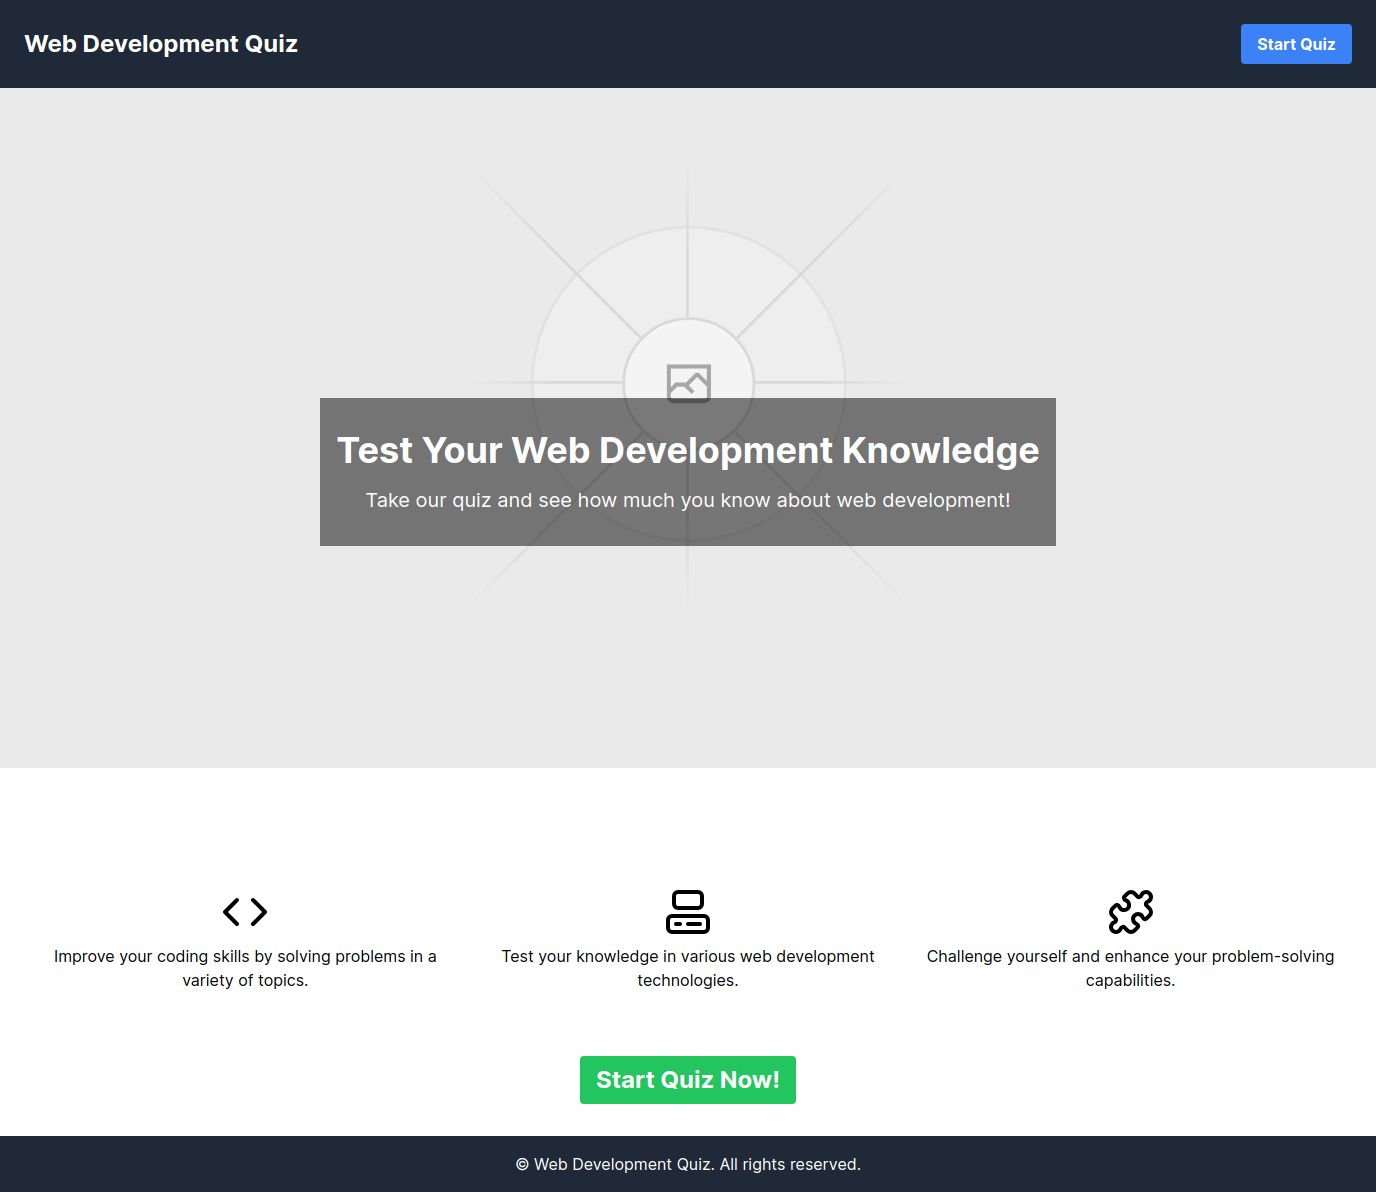 Web Development Quiz
Start Quiz
Test Your Web Development Knowledge
Take our quiz and see how much you know about web development!
Improve your coding skills by solving problems in a
variety of topics.
Test your knowledge in various web development
technologies.
Challenge yourself and enhance your problem-solving
capabilities.
Start Quiz Now!
© Web Development Quiz. All rights reserved.